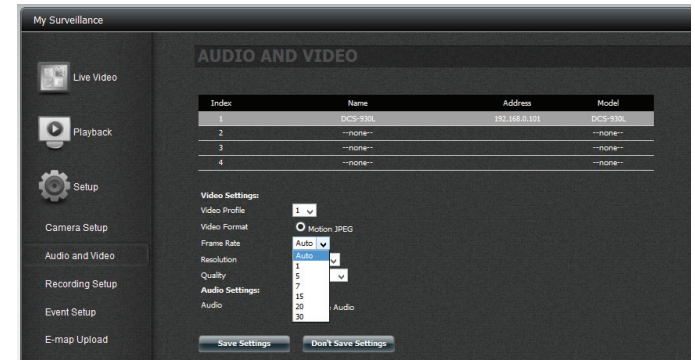 My Surveillance
Live Video
Playback
Setup
Camera Setup
Audio and Video
Recording Setup
Event Setup
E-map Upload
AUDIO AND VIDEO
Index Name Address Model
1 DCS-930L 192.168.0.101 DCS-930L
2 --none-- --none--
3 --none-- --none--
4 --none-- --none--
Video Settings:
Video Profile 1
Video Format Motion JPEG
Frame Rate Auto
Auto
1
5
7
15
20
30
Resolution
Quality
Audio Settings:
Audio Audio
Save Settings Don't Save Settings